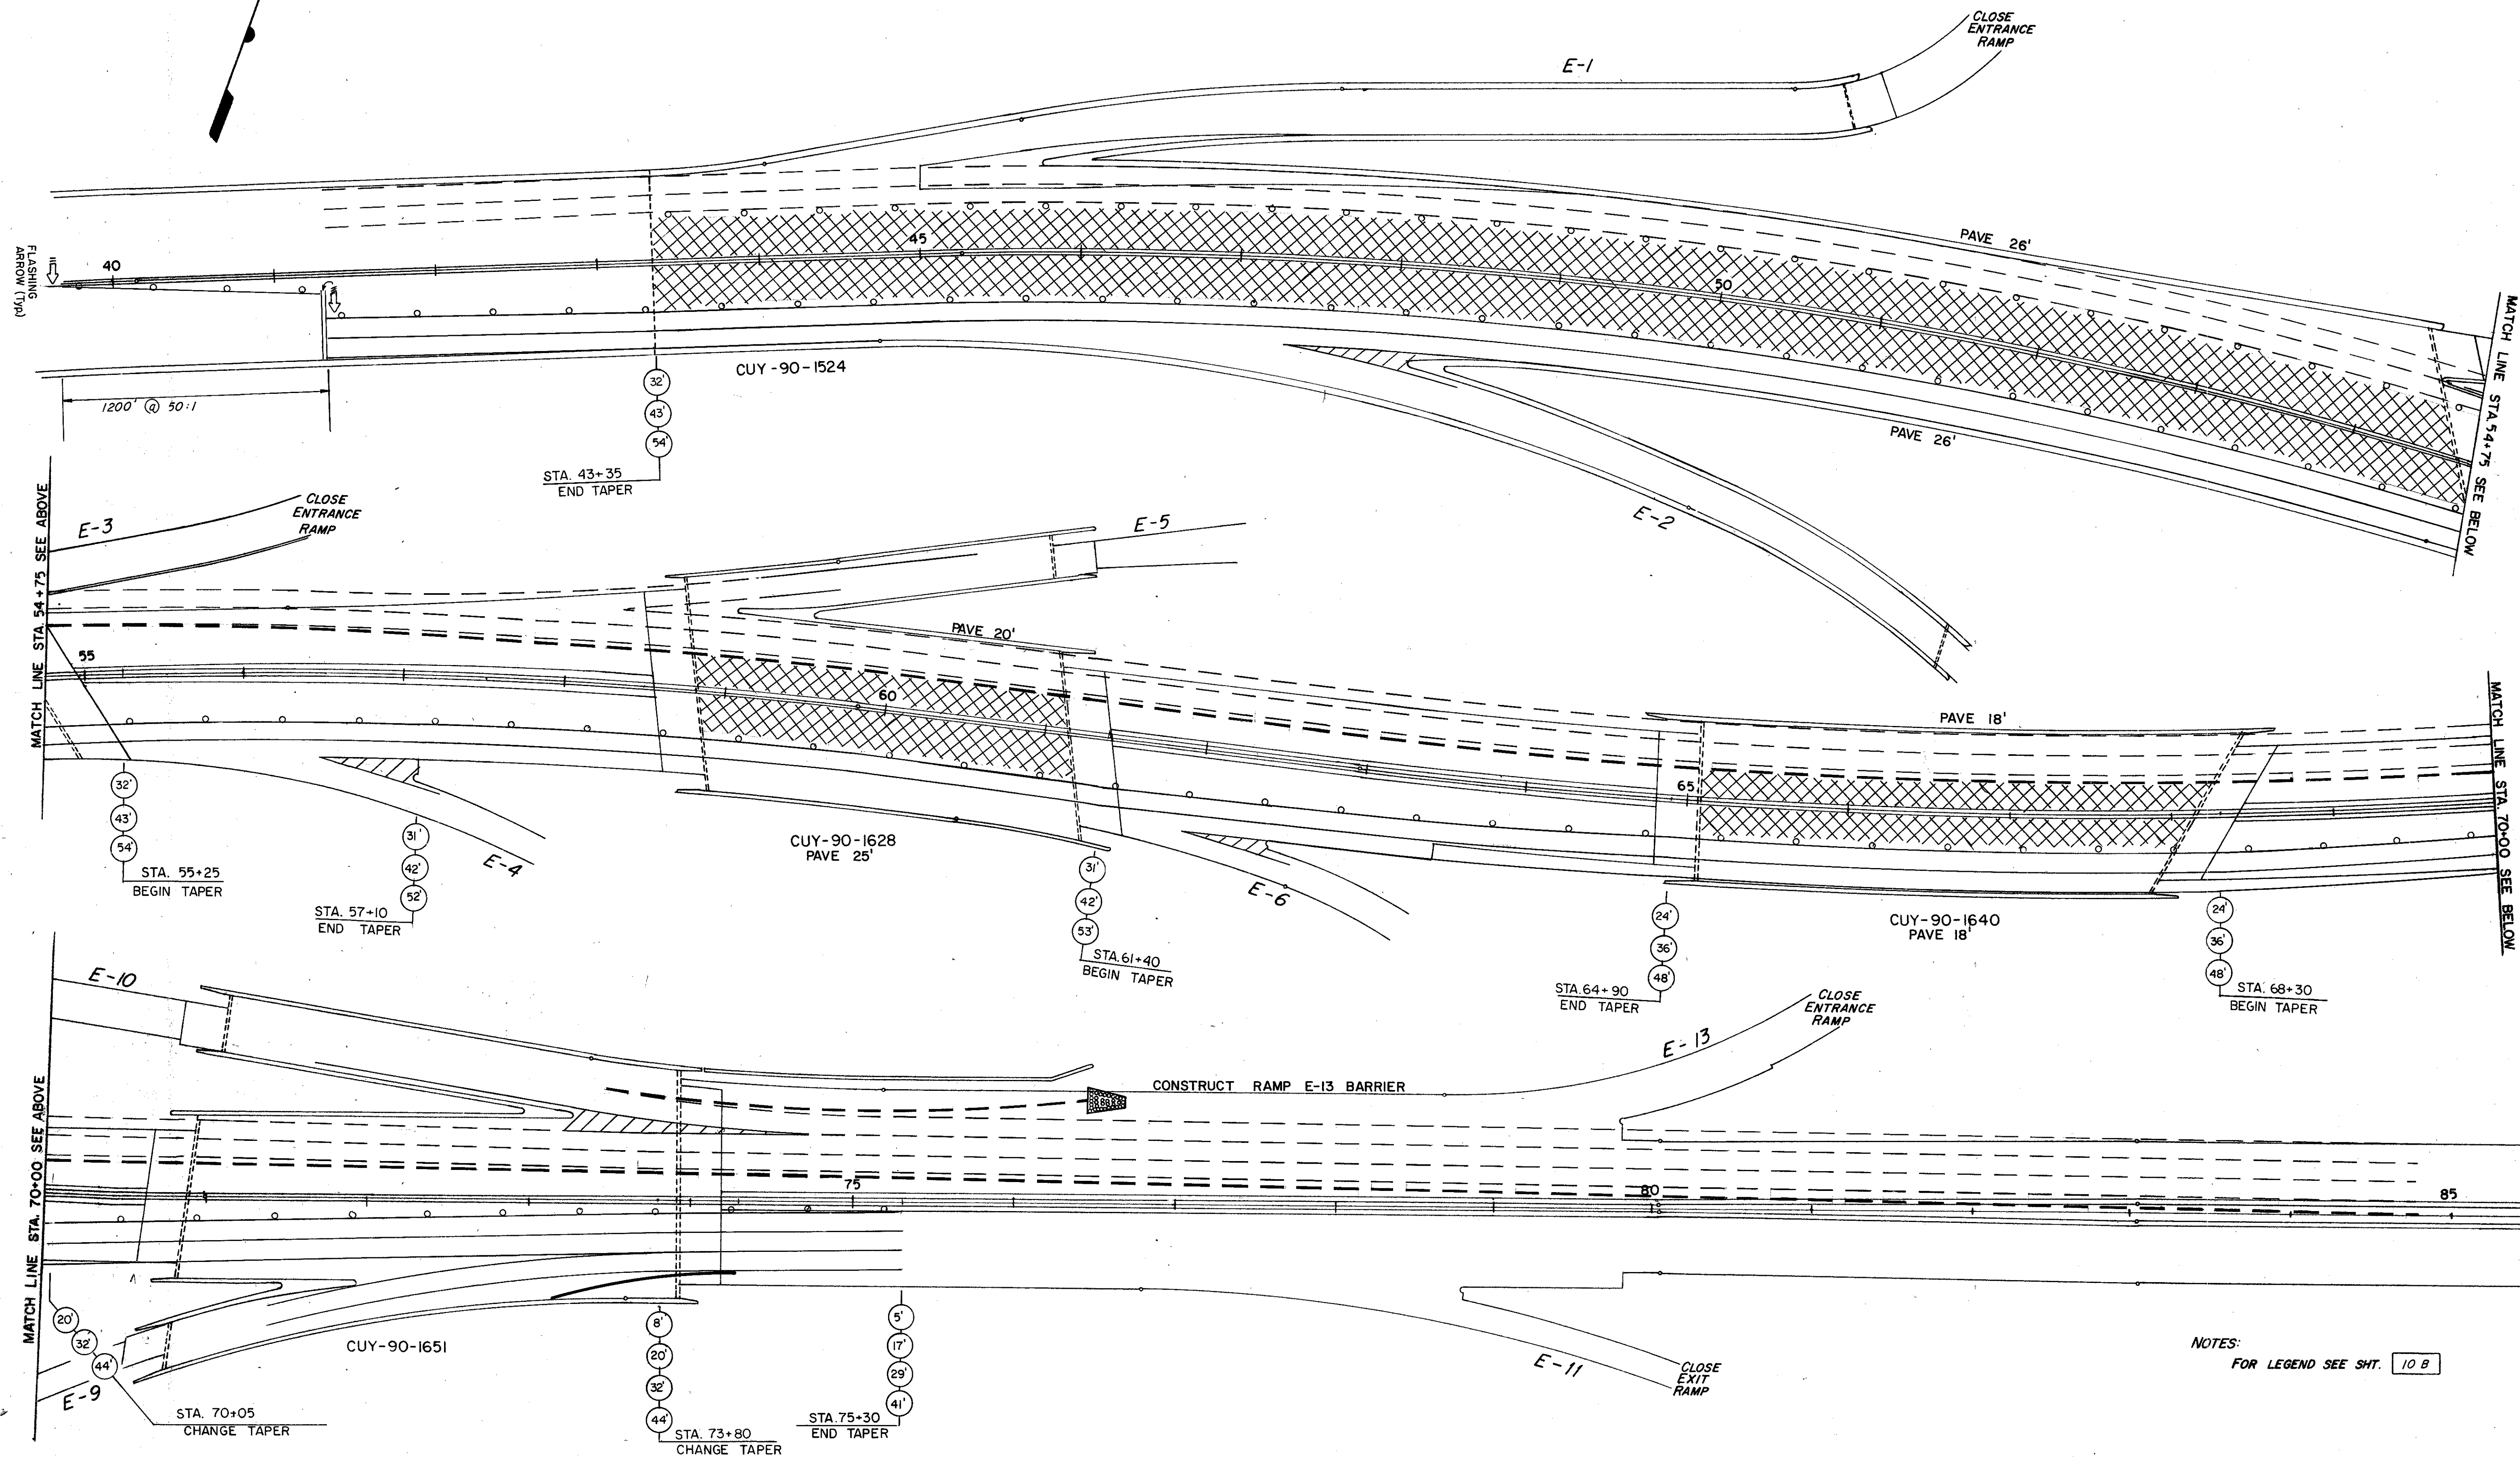 CLOSE
ENTRANCE
RAMP
E-1
PAVE 26'
FLASHING
ARROW (Typ.)
40
45
50
1200' @ 50:1
CUY-90-1524
32'
43'
54'
STA. 43+35
END TAPER
PAVE 26'
E-2
MATCH LINE STA. 54+75 SEE BELOW
MATCH LINE STA. 54+75 SEE ABOVE
E-3
CLOSE
ENTRANCE
RAMP
E-5
PAVE 20'
55
60
65
PAVE 18'
32'
43'
54'
STA. 55+25
BEGIN TAPER
31'
42'
52'
STA. 57+10
END TAPER
E-4
CUY-90-1628
PAVE 25'
31'
42'
53'
STA. 61+40
BEGIN TAPER
E-6
24'
36'
48'
STA. 64+90
END TAPER
CUY-90-1640
PAVE 18'
24'
36'
48'
STA. 68+30
BEGIN TAPER
MATCH LINE STA. 70+00 SEE BELOW
MATCH LINE STA. 70+00 SEE ABOVE
E-10
CONSTRUCT RAMP E-13 BARRIER
E-13
CLOSE
ENTRANCE
RAMP
75
80
85
20'
32'
44'
E-9
STA. 70+05
CHANGE TAPER
CUY-90-1651
8'
20'
32'
44'
STA. 73+80
CHANGE TAPER
5'
17'
29'
41'
STA. 75+30
END TAPER
E-11
CLOSE
EXIT
RAMP
NOTES:
FOR LEGEND SEE SHT. 10 B